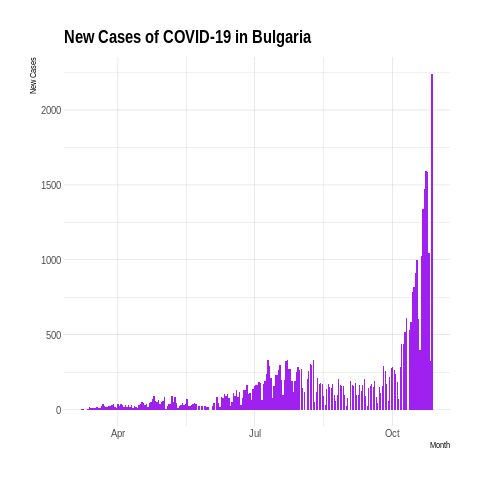 New Cases of COVID-19 in Bulgaria
New Cases
2000
1500
1000
500
0
Apr
Jul
Oct
Month